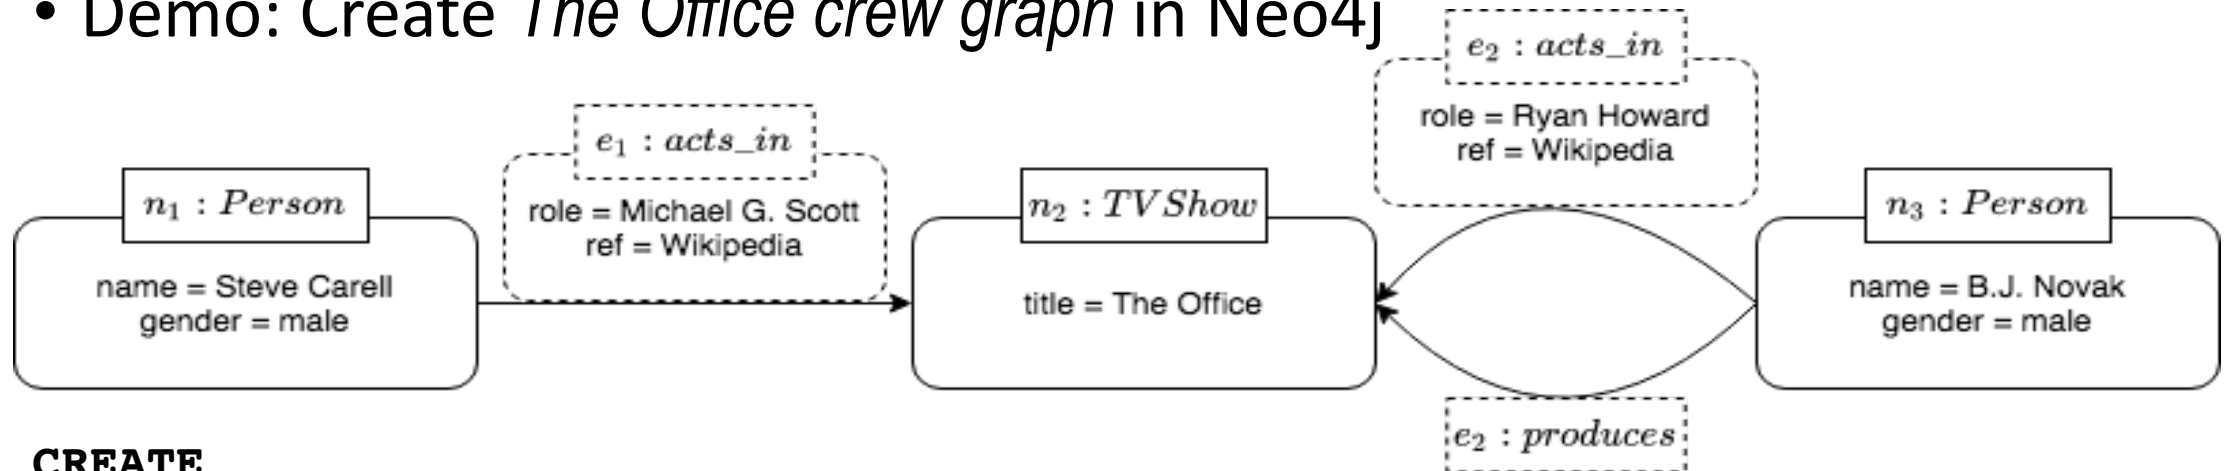 • Demo: Create The Office crew graph in Neo4j
e₂ : acts_in
role = Ryan Howard
ref = Wikipedia
e₁ : acts_in
role = Michael G. Scott
ref = Wikipedia
n₁ : Person
name = Steve Carell
gender = male
n₂ : TVShow
title = The Office
n₃ : Person
name = B.J. Novak
gender = male
e₂ : produces
CREATE